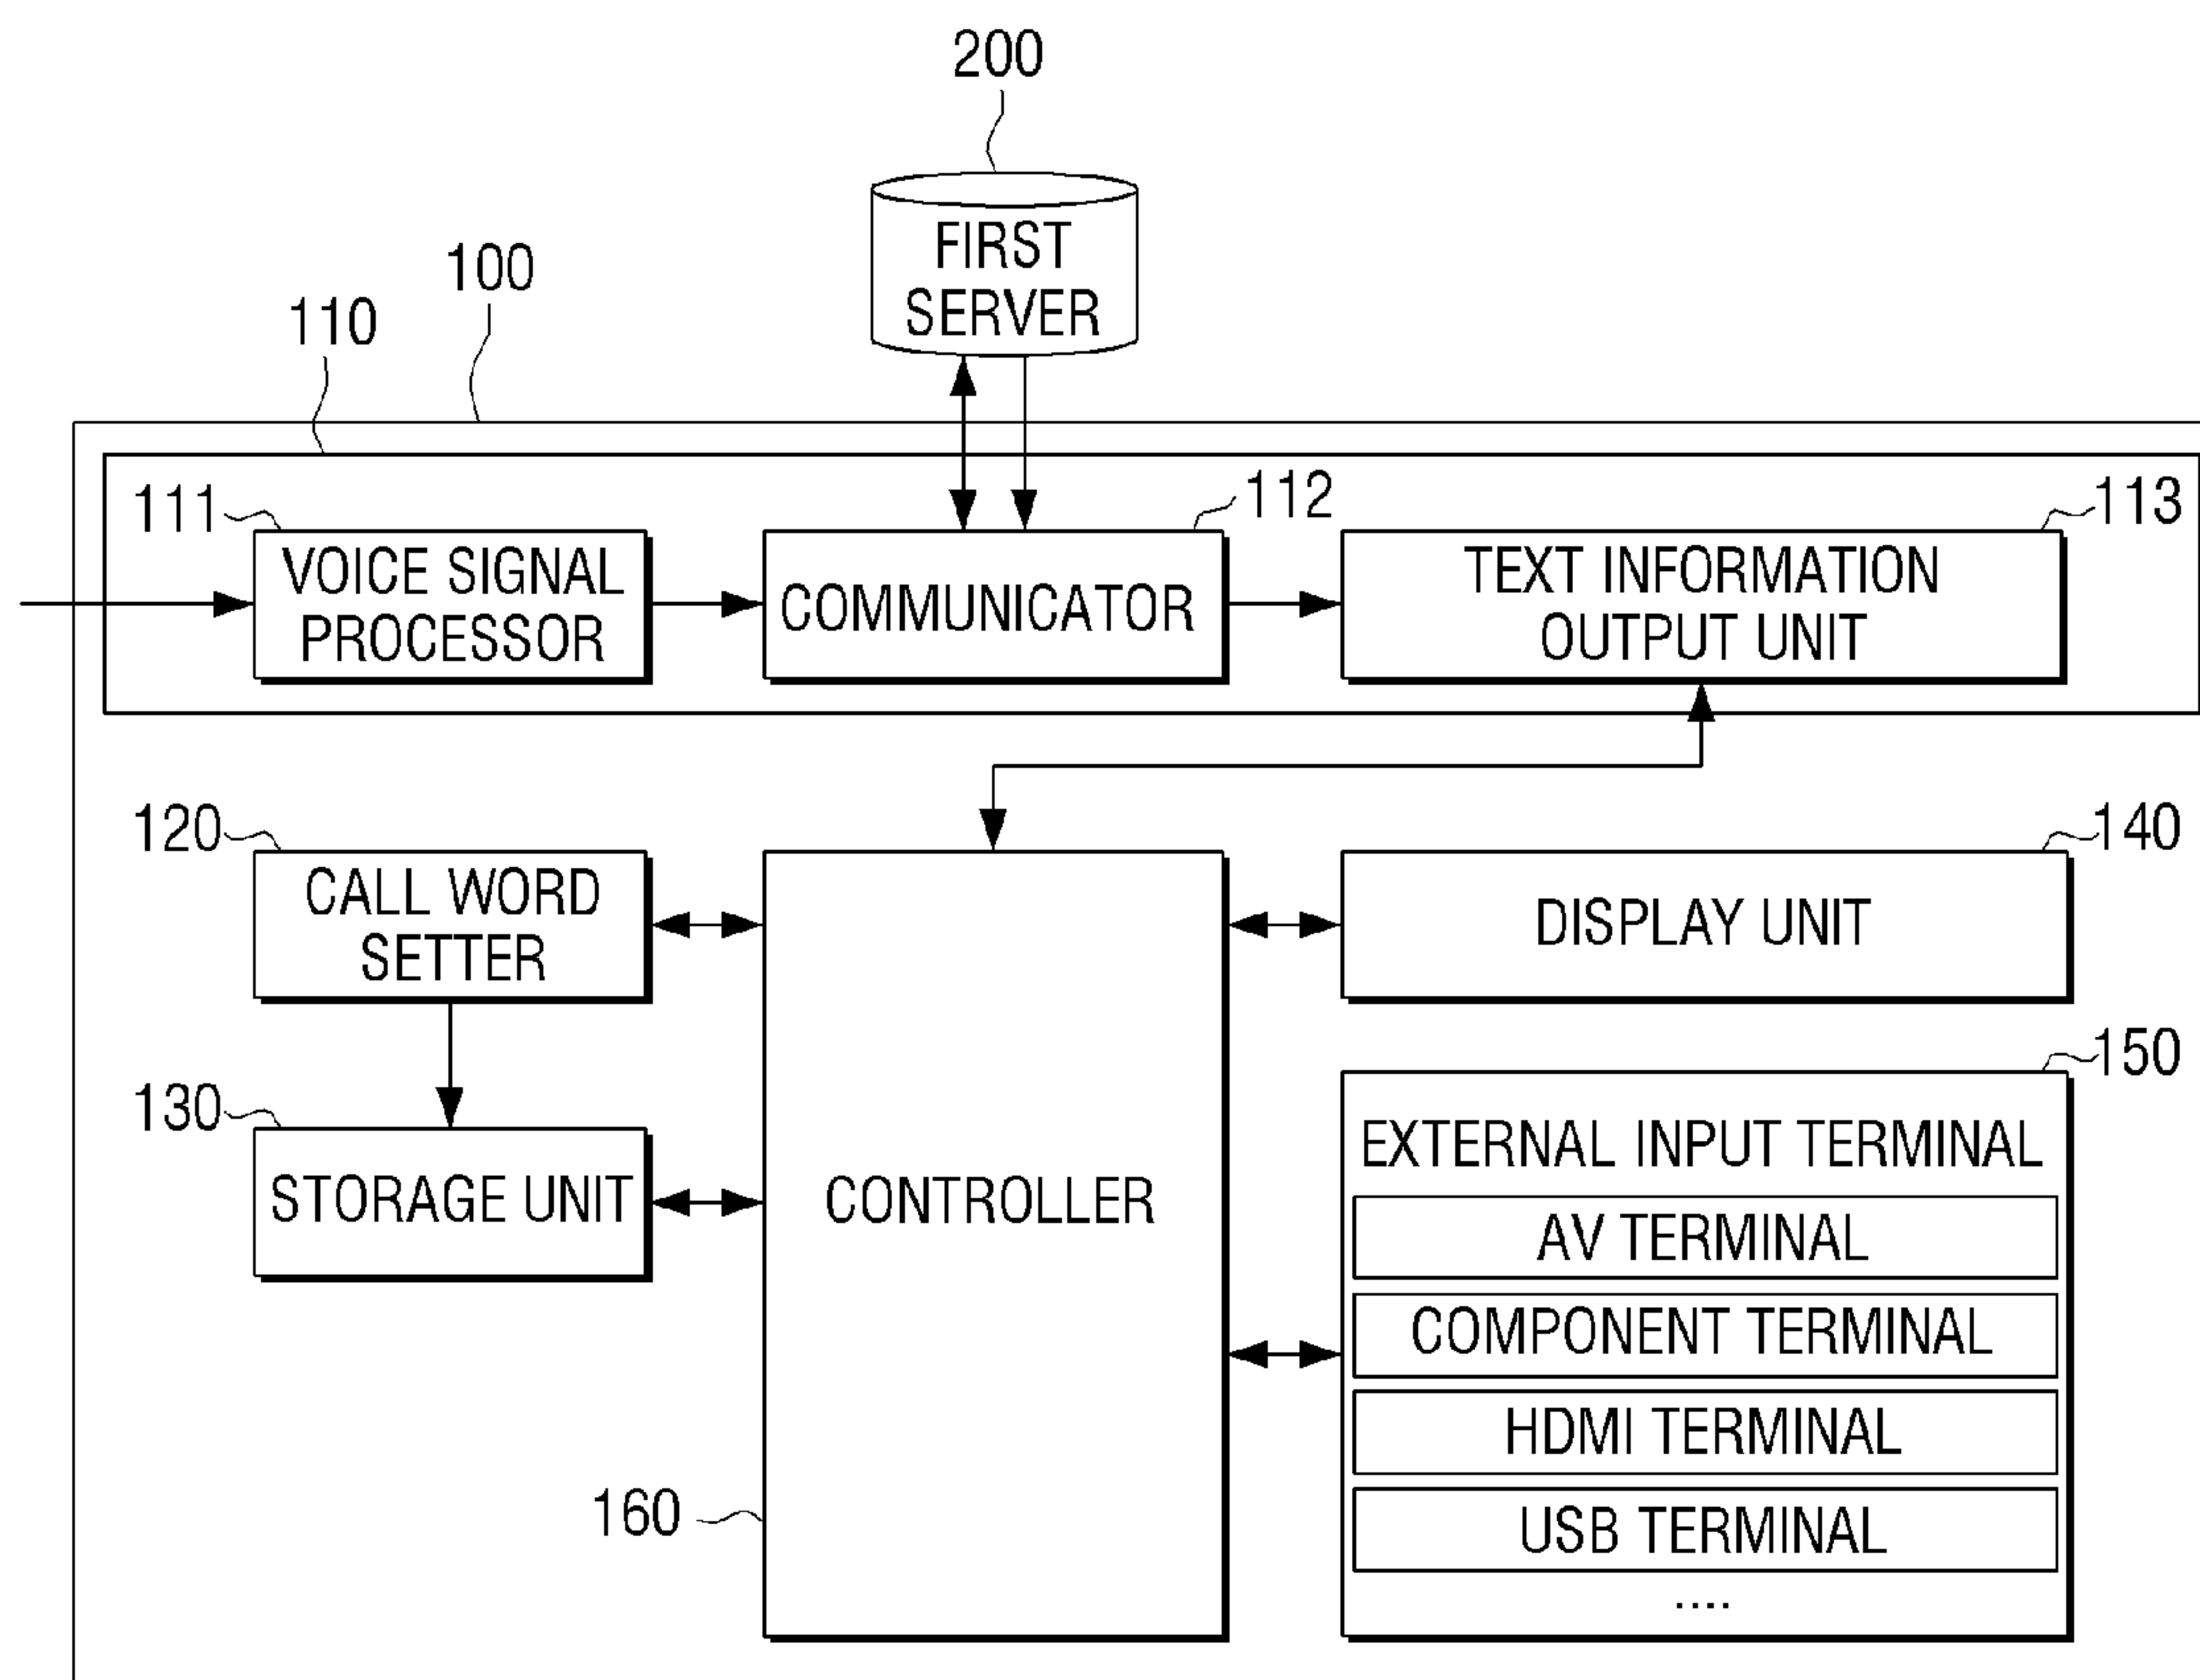 200
FIRST
SERVER
100
110
111
VOICE SIGNAL
PROCESSOR
112
COMMUNICATOR
113
TEXT INFORMATION
OUTPUT UNIT
120
CALL WORD
SETTER
140
DISPLAY UNIT
130
STORAGE UNIT
CONTROLLER
160
150
EXTERNAL INPUT TERMINAL
AV TERMINAL
COMPONENT TERMINAL
HDMI TERMINAL
USB TERMINAL
....